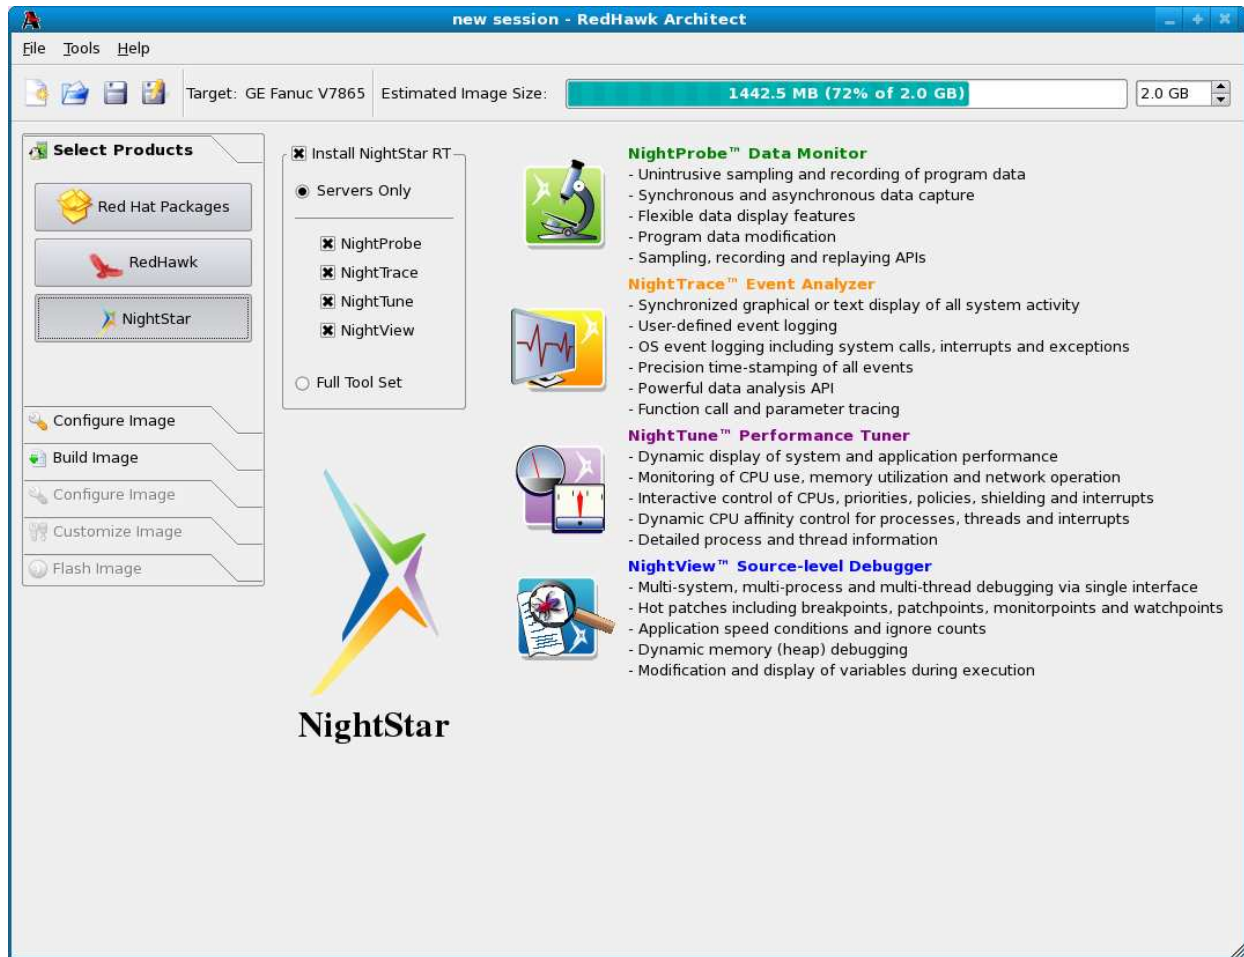 new session - RedHawk Architect
File Tools Help
Target: GE Fanuc V7865 Estimated Image Size: 1442.5 MB (72% of 2.0 GB) 2.0 GB
Select Products
Red Hat Packages
RedHawk
NightStar
Configure Image
Build Image
Configure Image
Customize Image
Flash Image
Install NightStar RT
Servers Only
NightProbe
NightTrace
NightTune
NightView
Full Tool Set
NightStar
NightProbe™ Data Monitor
- Unintrusive sampling and recording of program data
- Synchronous and asynchronous data capture
- Flexible data display features
- Program data modification
- Sampling, recording and replaying APIs
NightTrace™ Event Analyzer
- Synchronized graphical or text display of all system activity
- User-defined event logging
- OS event logging including system calls, interrupts and exceptions
- Precision time-stamping of all events
- Powerful data analysis API
- Function call and parameter tracing
NightTune™ Performance Tuner
- Dynamic display of system and application performance
- Monitoring of CPU use, memory utilization and network operation
- Interactive control of CPUs, priorities, policies, shielding and interrupts
- Dynamic CPU affinity control for processes, threads and interrupts
- Detailed process and thread information
NightView™ Source-level Debugger
- Multi-system, multi-process and multi-thread debugging via single interface
- Hot patches including breakpoints, patchpoints, monitorpoints and watchpoints
- Application speed conditions and ignore counts
- Dynamic memory (heap) debugging
- Modification and display of variables during execution